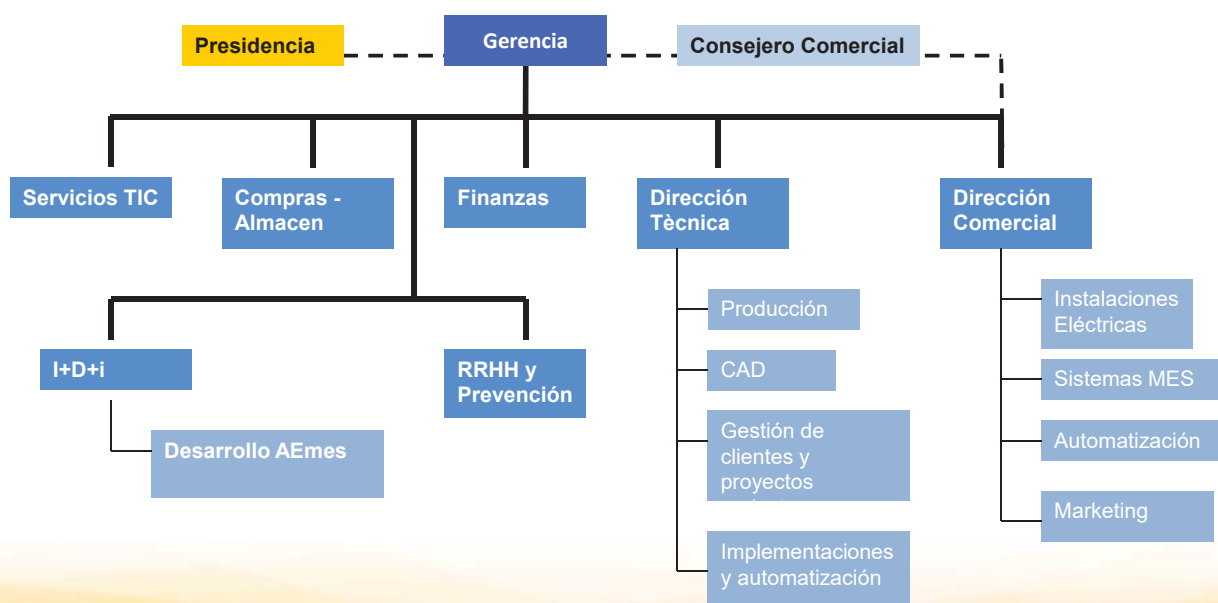 Presidencia
Gerencia
Consejero Comercial
Servicios TIC
Compras -
Almacen
Finanzas
Dirección
Tècnica
Dirección
Comercial
Producción
CAD
Gestión de
clientes y
proyectos
Implementaciones
y automatización
Instalaciones
Eléctricas
Sistemas MES
Automatización
Marketing
I+D+i
Desarrollo AEmes
RRHH y
Prevención